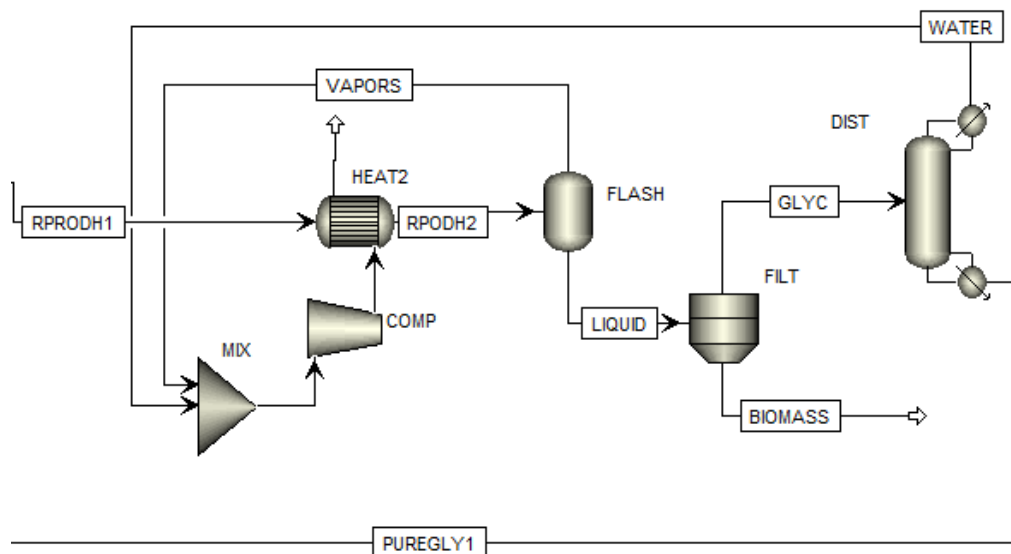 WATER
VAPORS
DIST
HEAT2
FLASH
GLYC
RPRODH1
RPODH2
FILT
COMP
LIQUID
MIX
BIOMASS
PUREGLY1